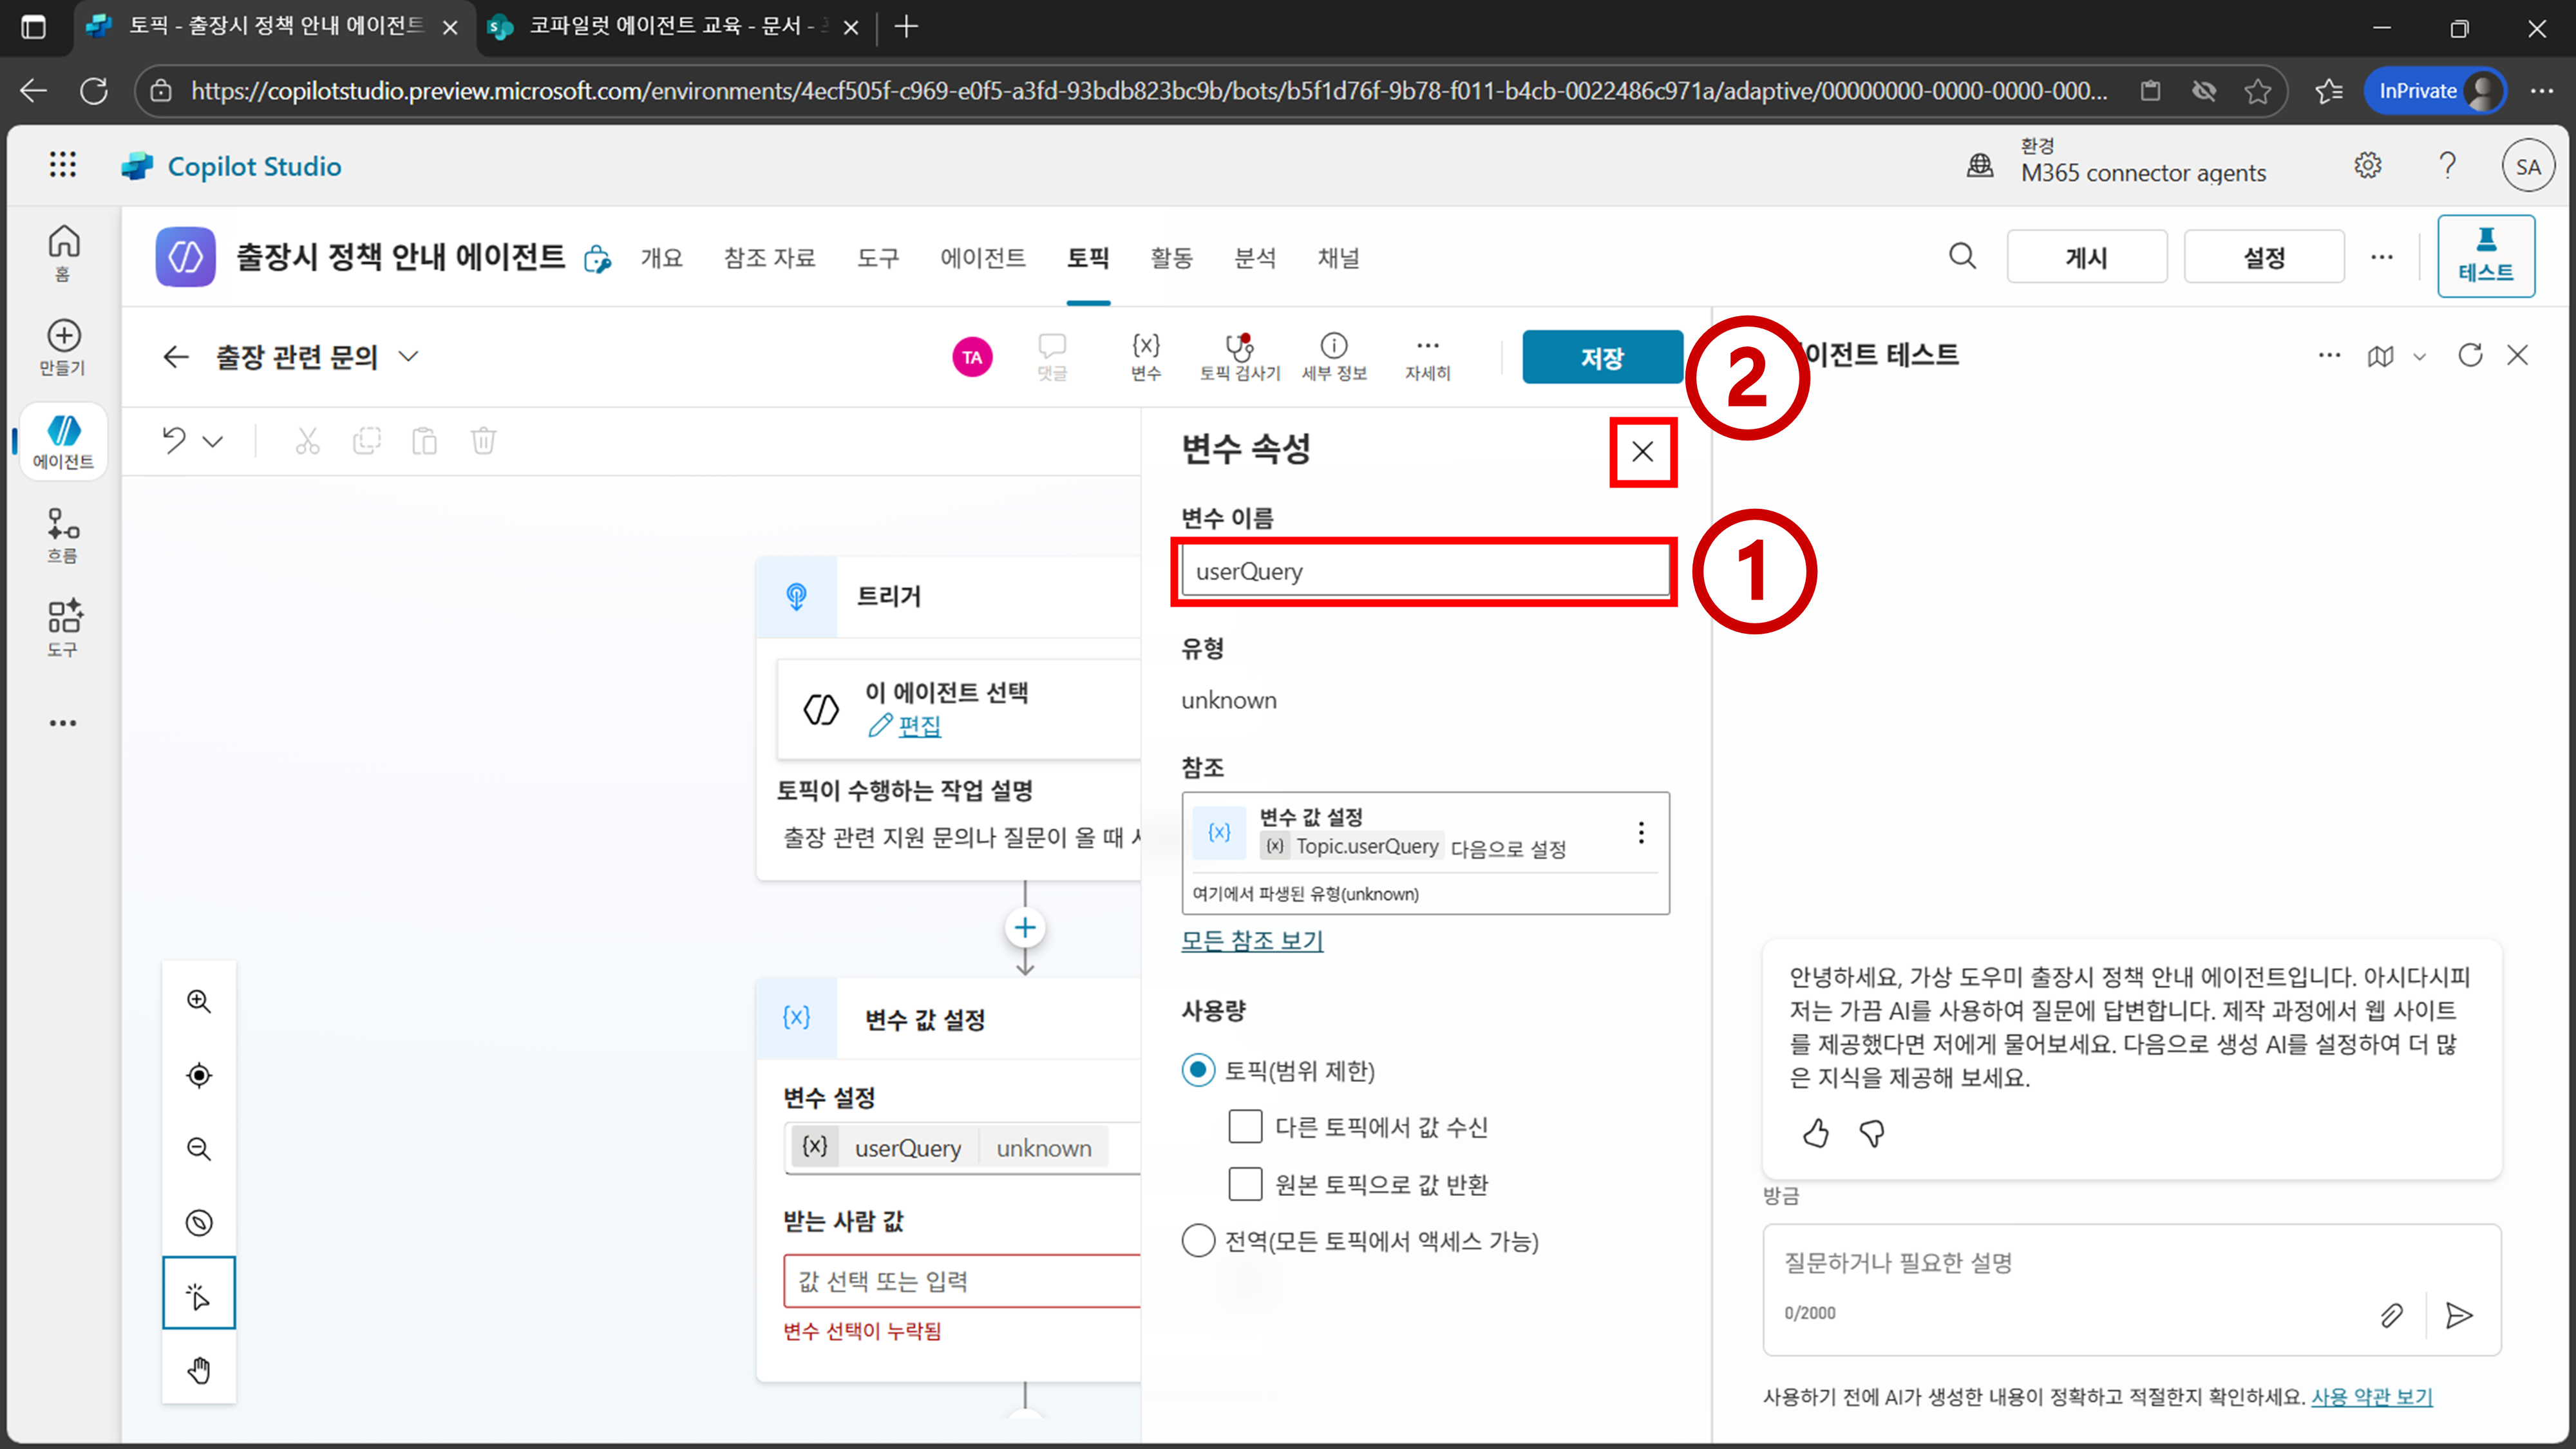 토픽 - 출장시 정책 안내 에이전트
코파일럿 에이전트 교육 - 문서 -
https://copilotstudio.preview.microsoft.com/environments/4ecf505f-c969-e0f5-a3fd-93bdb823bc9b/bots/b5f1d76f-9b78-f011-b4cb-0022486c971a/adaptive/00000000-0000-0000-000...
InPrivate
Copilot Studio
환경
M365 connector agents
SA
홈
만들기
에이전트
흐름
도구
출장시 정책 안내 에이전트
개요
참조 자료
도구
에이전트
토픽
활동
분석
채널
게시
설정
테스트
출장 관련 문의
TA
댓글
{x}
변수
토픽 검사기
세부 정보
자세히
저장
이전트 테스트
②
변수 속성
변수 이름
userQuery
①
유형
unknown
참조
{x}
변수 값 설정
{x} Topic.userQuery 다음으로 설정
여기에서 파생된 유형(unknown)
모든 참조 보기
사용량
토픽(범위 제한)
다른 토픽에서 값 수신
원본 토픽으로 값 반환
전역(모든 토픽에서 액세스 가능)
트리거
이 에이전트 선택
편집
토픽이 수행하는 작업 설명
출장 관련 지원 문의나 질문이 올 때
{x}
변수 값 설정
변수 설정
{x} userQuery unknown
받는 사람 값
값 선택 또는 입력
변수 선택이 누락됨
안녕하세요, 가상 도우미 출장시 정책 안내 에이전트입니다. 아시다시피
저는 가끔 AI를 사용하여 질문에 답변합니다. 제작 과정에서 웹 사이트
를 제공했다면 저에게 물어보세요. 다음으로 생성 AI를 설정하여 더 많
은 지식을 제공해 보세요.
방금
질문하거나 필요한 설명
0/2000
사용하기 전에 AI가 생성한 내용이 정확하고 적절한지 확인하세요. 사용 약관 보기